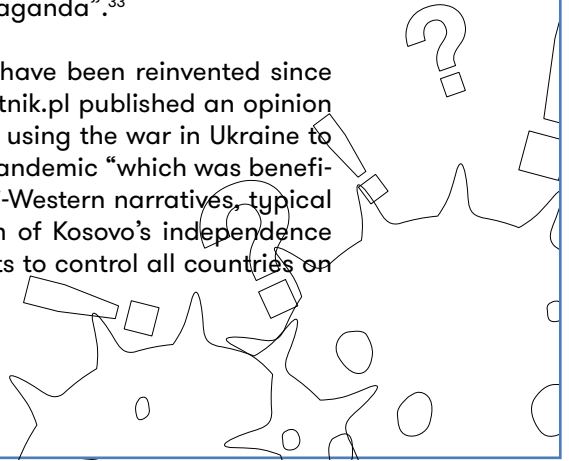 aganda”.³³
have been reinvented since
tnik.pl published an opinion
using the war in Ukraine to
andemic “which was benefi-
-Western narratives, typical
of Kosovo’s independence
ts to control all countries on